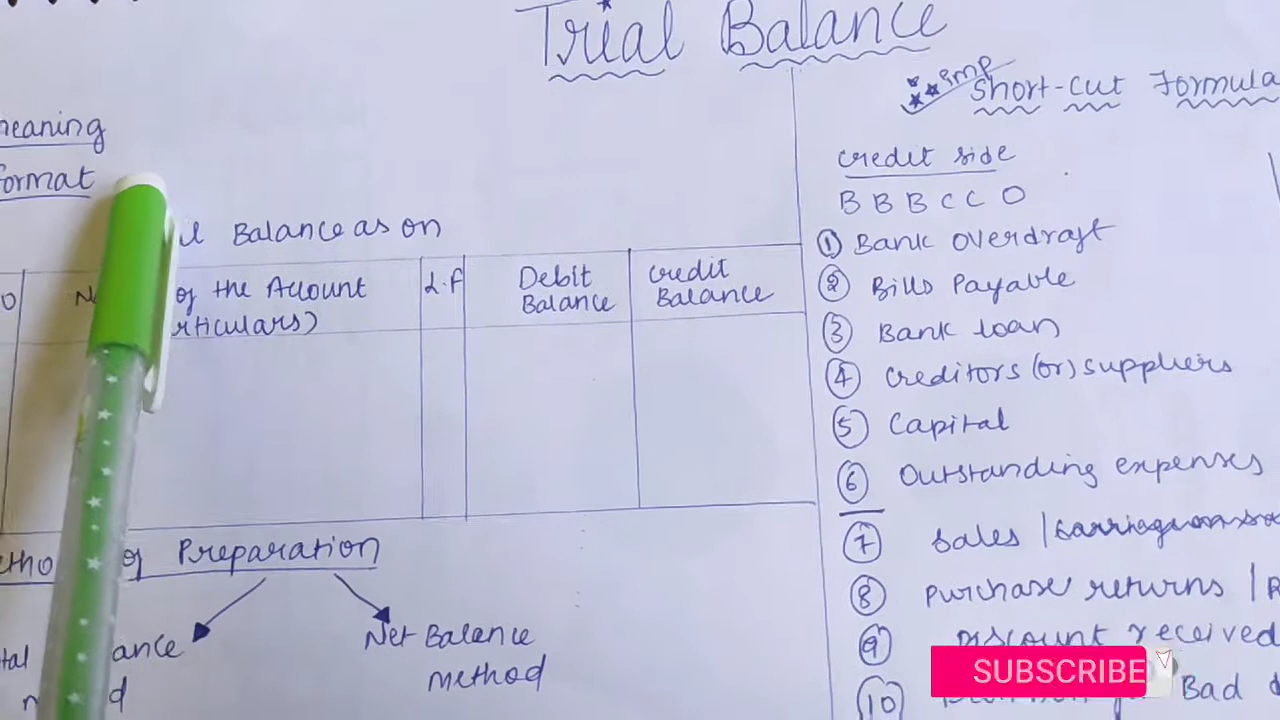 Trial Balance
meaning
format
Balance as on
of the Account
L.F
Debit
Balance
Credit
Balance
of Preparation
Net Balance
method
Imp
Short-cut Formula
Credit side
B B B C C O
① Bank Overdraft
② Bills Payable
③ Bank loan
④ Creditors (or) suppliers
⑤ Capital
⑥ Outstanding expenses
⑦ Sales |
⑧ Purchase returns |
⑨ Discount received
⑩ Bad
SUBSCRIBE